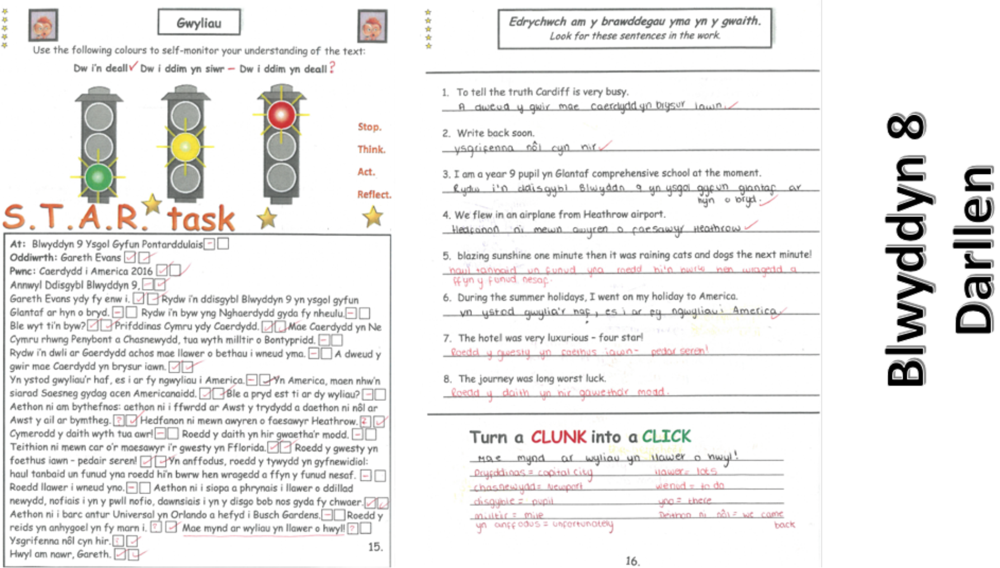 Gwyliau
Use the following colours to self-monitor your understanding of the text:
Dw i'n deall✓ Dw i ddim yn siwr – Dw i ddim yn deall?
Stop.
Think.
Act.
Reflect.
S.T.A.R. task
At: Blwyddyn 9 Ysgol Gyfun Pontarddulais
Oddiwrth: Gareth Evans
Pwnc: Caerdydd i America 2016
Annwyl Ddisgybl Blwyddyn 9,
Gareth Evans ydy fy enw i. Rydw i'n ddisgybl Blwyddyn 9 yn ysgol gyfun
Glantaf ar hyn o bryd. Rydw i'n byw yng Nghaerdydd gyda fy nheulu.
Ble wyt ti'n byw? Prifddinas Cymru ydy Caerdydd. Mae Caerdydd yn Ne
Cymru rhwng Penybont a Chasnewydd, tua wyth milltir o Bontypridd.
Rydw i'n dwli ar Gaerdydd achos mae llawer o bethau i wneud yma. A dweud y
gwir mae Caerdydd yn brysur iawn.
Yn ystod gwyliau'r haf, es i ar fy ngwyliau i America. Yn America, maen nhw'n
siarad Saesneg gydag acen Americanaidd. Ble a pryd est ti ar dy wyliau?
Aethon ni am bythefnos: aethon ni i ffwrdd ar Awst y trydydd a daethon ni nôl ar
Awst y ail ar bymtheg. Hedfanon ni mewn awyren o faesawyr Heathrow.
Cymerodd y daith wyth tua awr! Roedd y daith yn hir gwaetha'r modd.
Teithion ni mewn car o'r maesawyr i'r gwesty yn Fflorida. Roedd y gwesty yn
foethus iawn – pedair seren! Yn anffodus, roedd y tywydd yn gyfnewidiol:
haul tanbaid un funud yna roedd hi'n bwrw hen wragedd a ffyn y funud nesaf.
Roedd llawer i wneud yno. Aethon ni i siopa a phrynais i llawer o ddillad
newydd, nofiais i yn y pwll nofio, dawnsiais i yn y disgo bob nos gyda fy chwaer.
Aethon ni i barc antur Universal yn Orlando a hefyd i Busch Gardens. Roedd y
reids yn anhygoel yn fy marn i. Mae mynd ar wyliau yn llawer o hwyl!
Ysgrifenna nôl cyn hir.
Hwyl am nawr, Gareth.
15.
Edrychwch am y brawddegau yma yn y gwaith.
Look for these sentences in the work.
1. To tell the truth Cardiff is very busy.
A dweud y gwir mae Caerdydd yn brysur iawn.
2. Write back soon.
ysgrifenna nôl cyn hir
3. I am a year 9 pupil yn Glantaf comprehensive school at the moment.
Rydw i'n ddisgybl Blwyddn 9 yn ysgol gyfun glantaf ar
hyn o bryd.
4. We flew in an airplane from Heathrow airport.
Hedfanon ni mewn awyren o faesawyr Heathrow
5. blazing sunshine one minute then it was raining cats and dogs the next minute!
haul tanbaid un funud yna roedd hi'n bwrw hen wragedd a
ffyn y funud nesaf.
6. During the summer holidays, I went on my holiday to America.
yn ystod gwylia'r haf, es i ar fy ngwyliau i America
7. The hotel was very luxurious – four star!
Roedd y gwesty yn foethus iawn - pedar seren!
8. The journey was long worst luck.
Roedd y daith yn hir gawetha'r modd.
Turn a CLUNK into a CLICK
Mae mynd ar wyliau yn llawer o hwyl!
Pryfddinas = capital city llawer = lots
chasnewydd = Newport wenud = to do
disgyble = pupil yno = there
milltir = mile Deithon ni nôl = we came
yn anffodus = unfortunately back
16.
Blwyddyn 8
Darllen